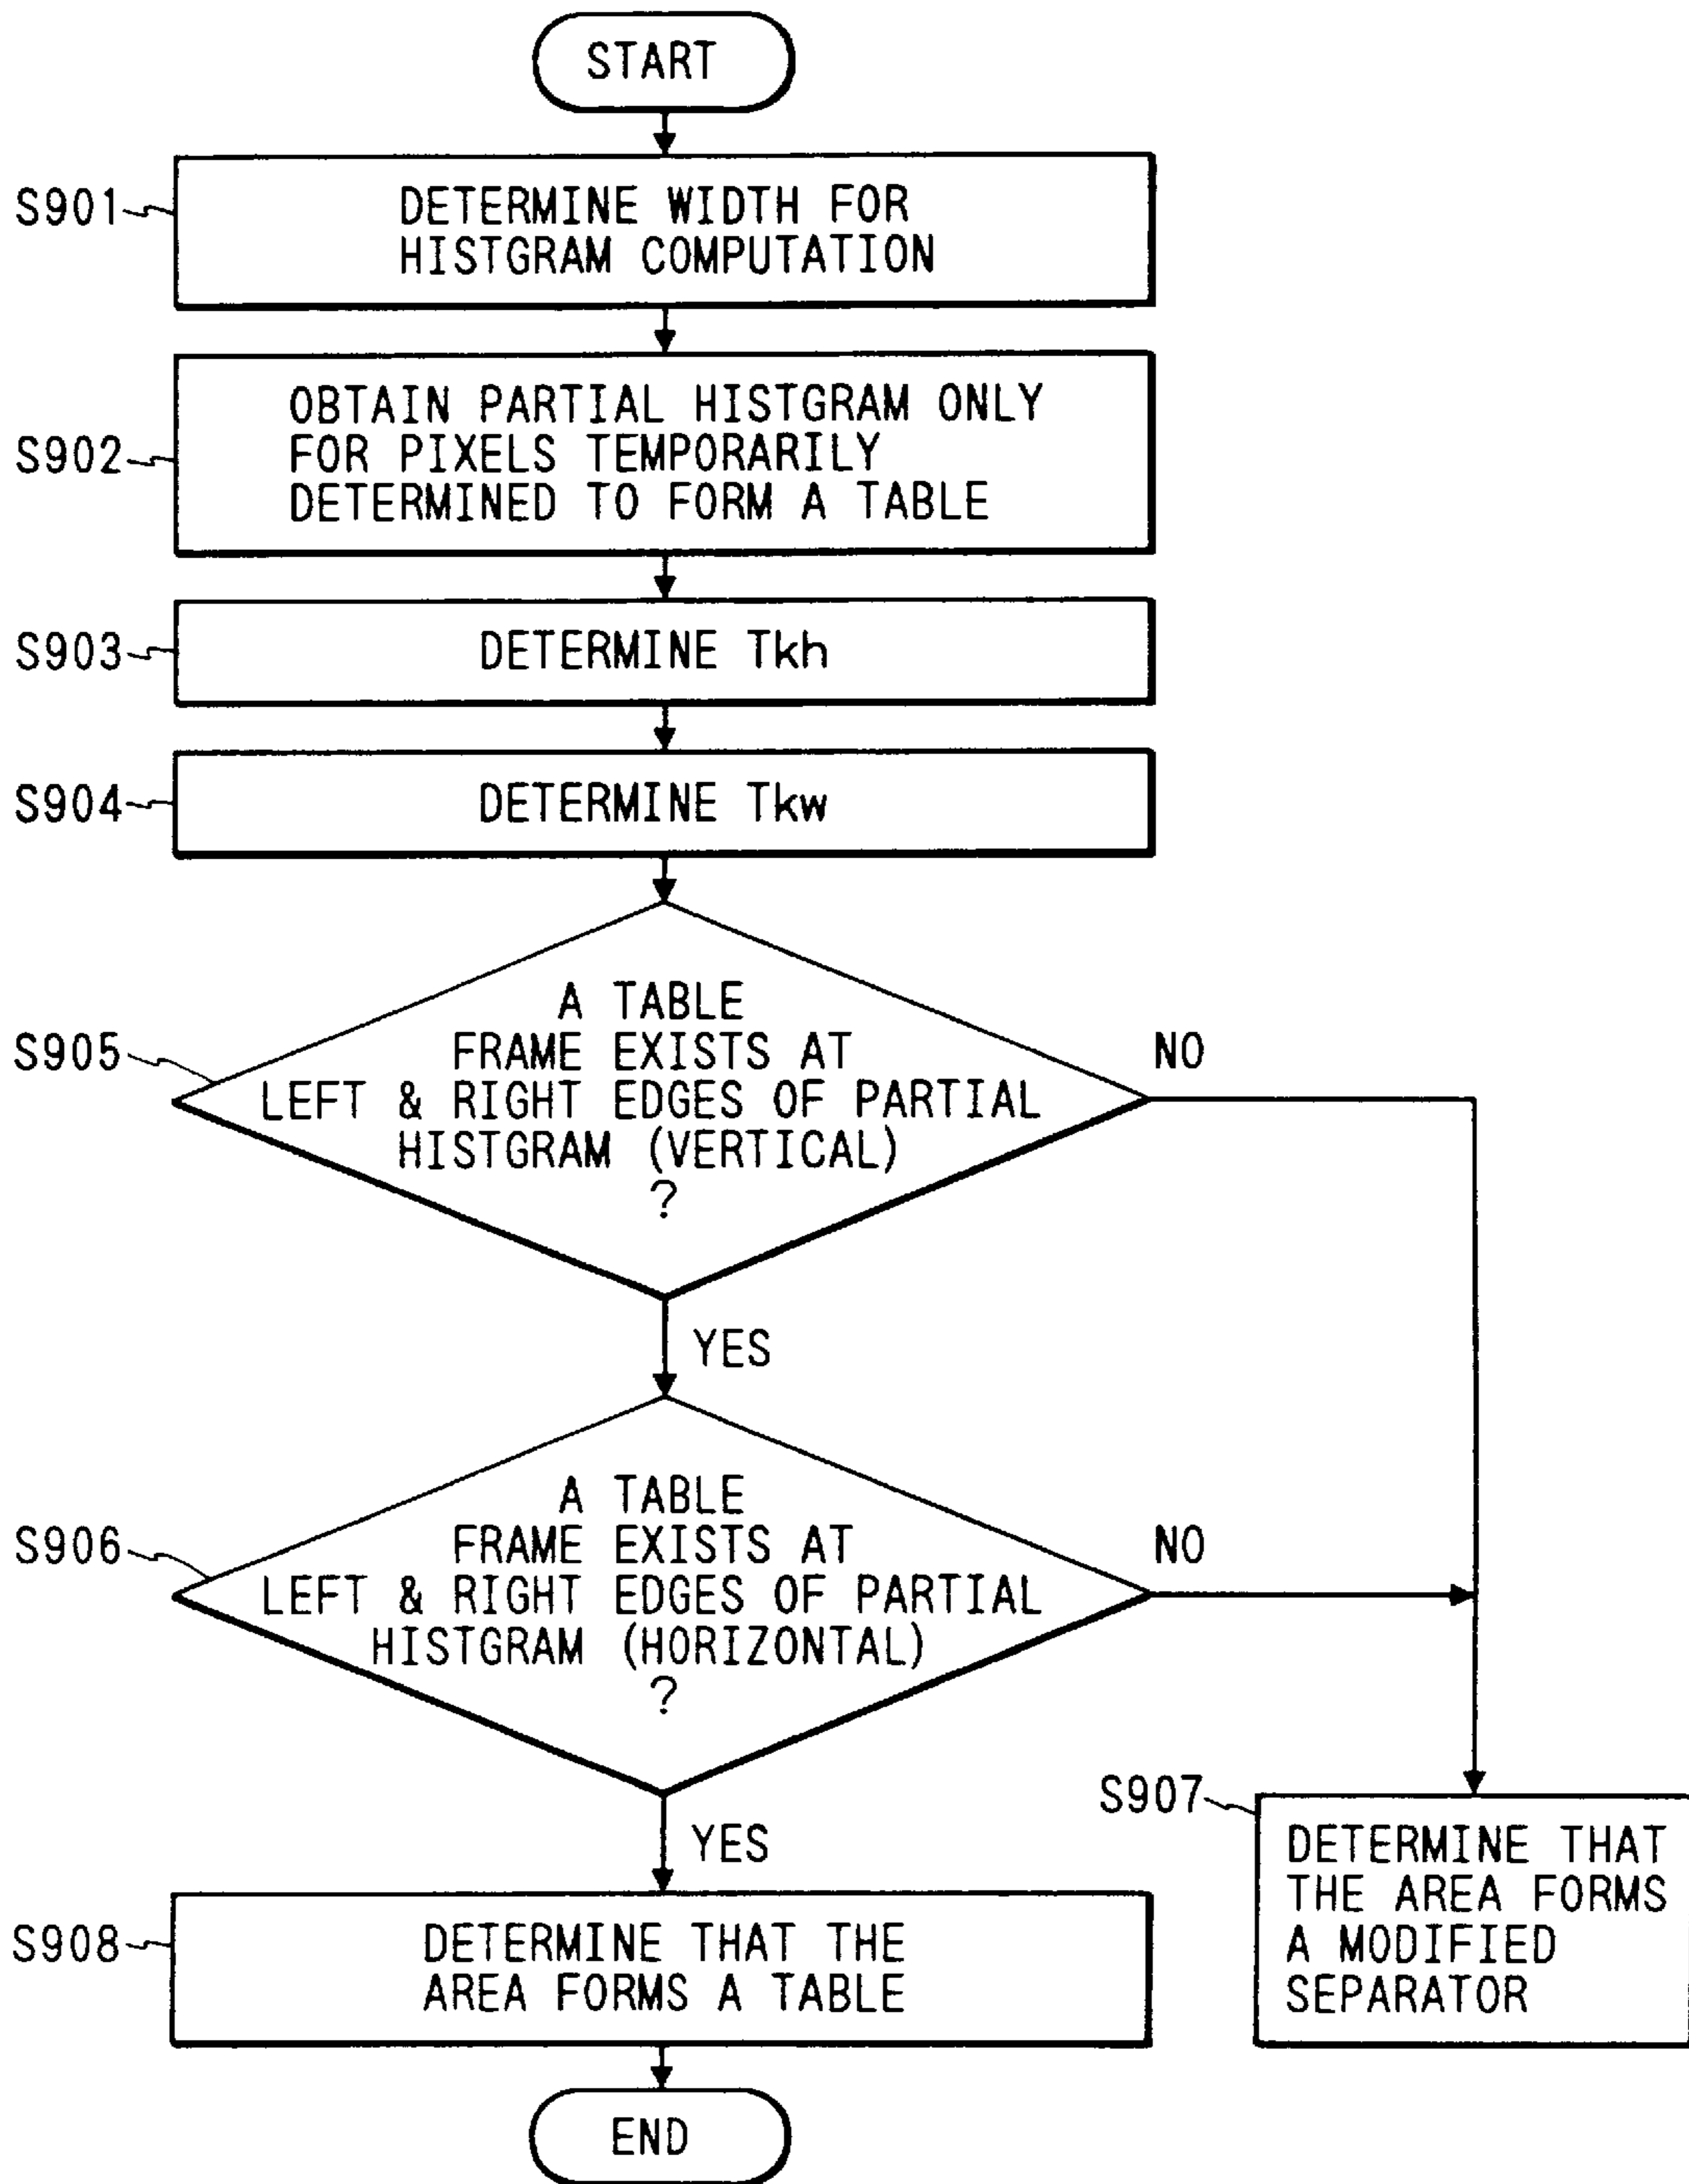 START
S901
DETERMINE WIDTH FOR
HISTGRAM COMPUTATION
S902
OBTAIN PARTIAL HISTGRAM ONLY
FOR PIXELS TEMPORARILY
DETERMINED TO FORM A TABLE
S903
DETERMINE Tkh
S904
DETERMINE Tkw
S905
A TABLE
FRAME EXISTS AT
LEFT & RIGHT EDGES OF PARTIAL
HISTGRAM (VERTICAL)
?
NO
YES
S906
A TABLE
FRAME EXISTS AT
LEFT & RIGHT EDGES OF PARTIAL
HISTGRAM (HORIZONTAL)
?
NO
YES
S907
DETERMINE THAT
THE AREA FORMS
A MODIFIED
SEPARATOR
S908
DETERMINE THAT THE
AREA FORMS A TABLE
END